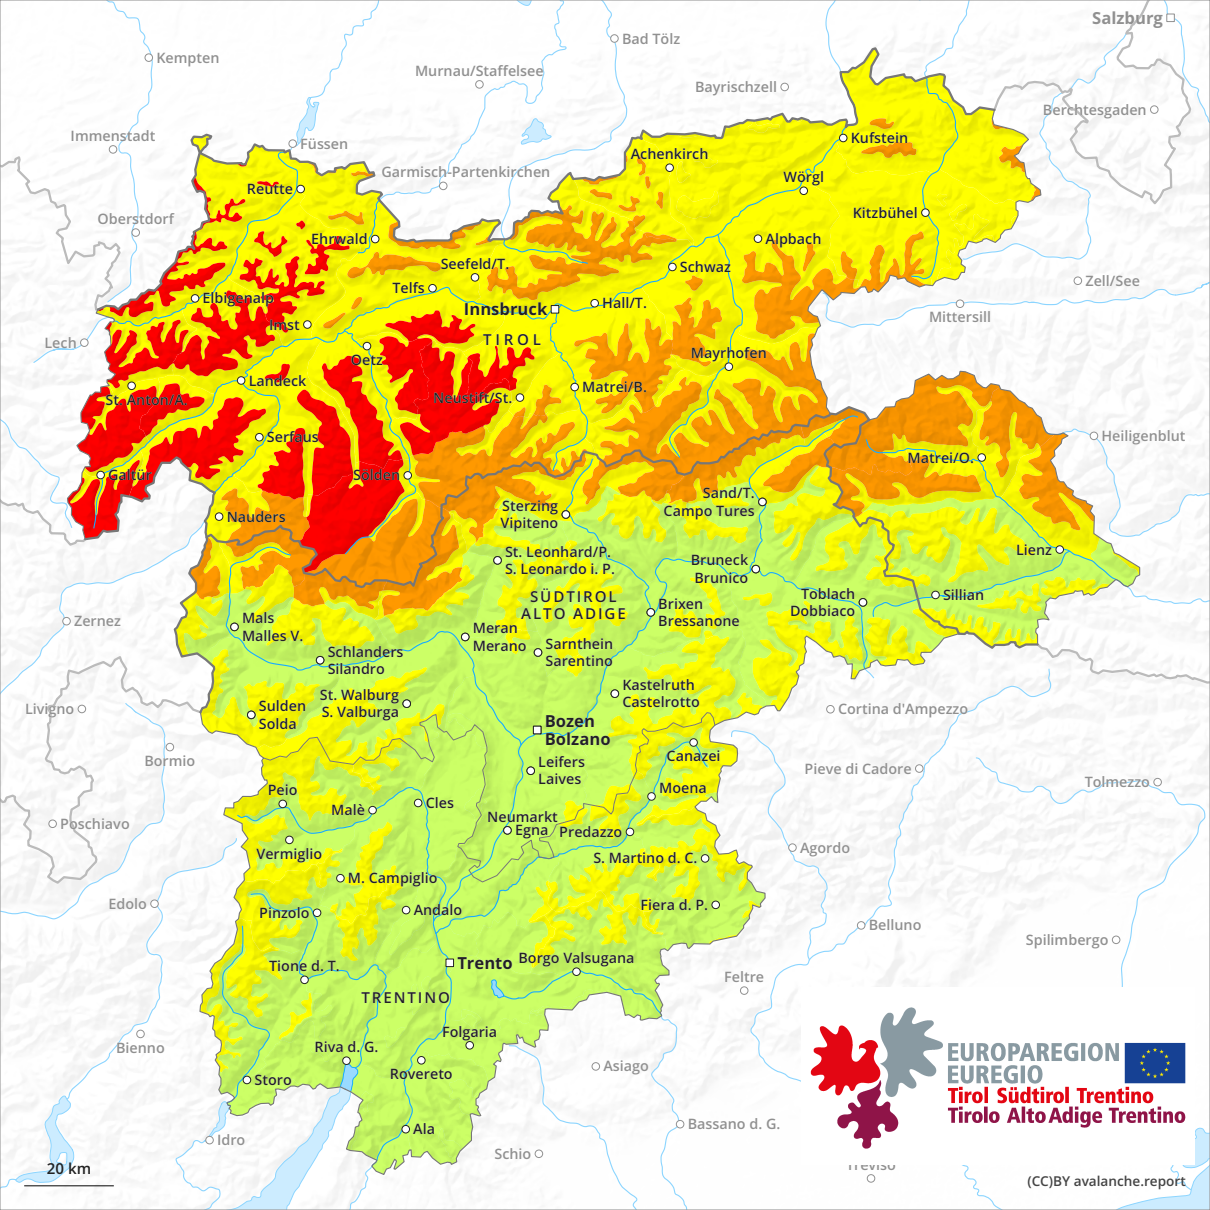 Salzburg
Bad Tölz
Kempten
Murnau/Staffelsee
Bayrischzell
Berchtesgaden
Immenstadt
Füssen
Kufstein
Achenkirch
Garmisch-Partenkirchen
Wörgl
Reutte
Oberstdorf
Kitzbühel
Ehrwald
Alpbach
Seefeld/T.
Schwaz
Zell/See
Telfs
Elbigenalp
Hall/T.
Innsbruck
Mittersill
Imst
TIROL
Lech
Oetz
Mayrhofen
Landeck
Matrei/B.
St. Anton/A.
Neustift/St.
Serfaus
Heiligenblut
Matrei/O.
Galtür
Sölden
Sand/T.
Campo Tures
Sterzing
Vipiteno
Nauders
St. Leonhard/P.
S. Leonardo i. P.
Lienz
Bruneck
Brunico
SÜDTIROL
ALTO ADIGE
Toblach
Dobbiaco
Sillian
Brixen
Bressanone
Zernez
Mals
Malles V.
Meran
Merano
Sarnthein
Sarentino
Schlanders
Silandro
Kastelruth
Castelrotto
St. Walburg
S. Valburga
Livigno
Sulden
Solda
Cortina d'Ampezzo
Bozen
Bolzano
Bormio
Canazei
Leifers
Laives
Pieve di Cadore
Tolmezzo
Peio
Moena
Malè
Cles
Neumarkt
Egna
Poschiavo
Predazzo
Vermiglio
Agordo
S. Martino d. C.
M. Campiglio
Edolo
Pinzolo
Andalo
Fiera d. P.
Belluno
Spilimbergo
Tione d. T.
Trento
Borgo Valsugana
Feltre
TRENTINO
Folgaria
Bienno
Riva d. G.
Rovereto
Asiago
Storo
EUROPAREGION
EUREGIO
Tirol Südtirol Trentino
Tirolo Alto Adige Trentino
Idro
Ala
Bassano d. G.
Schio
Treviso
20 km
(CC)BY avalanche.report